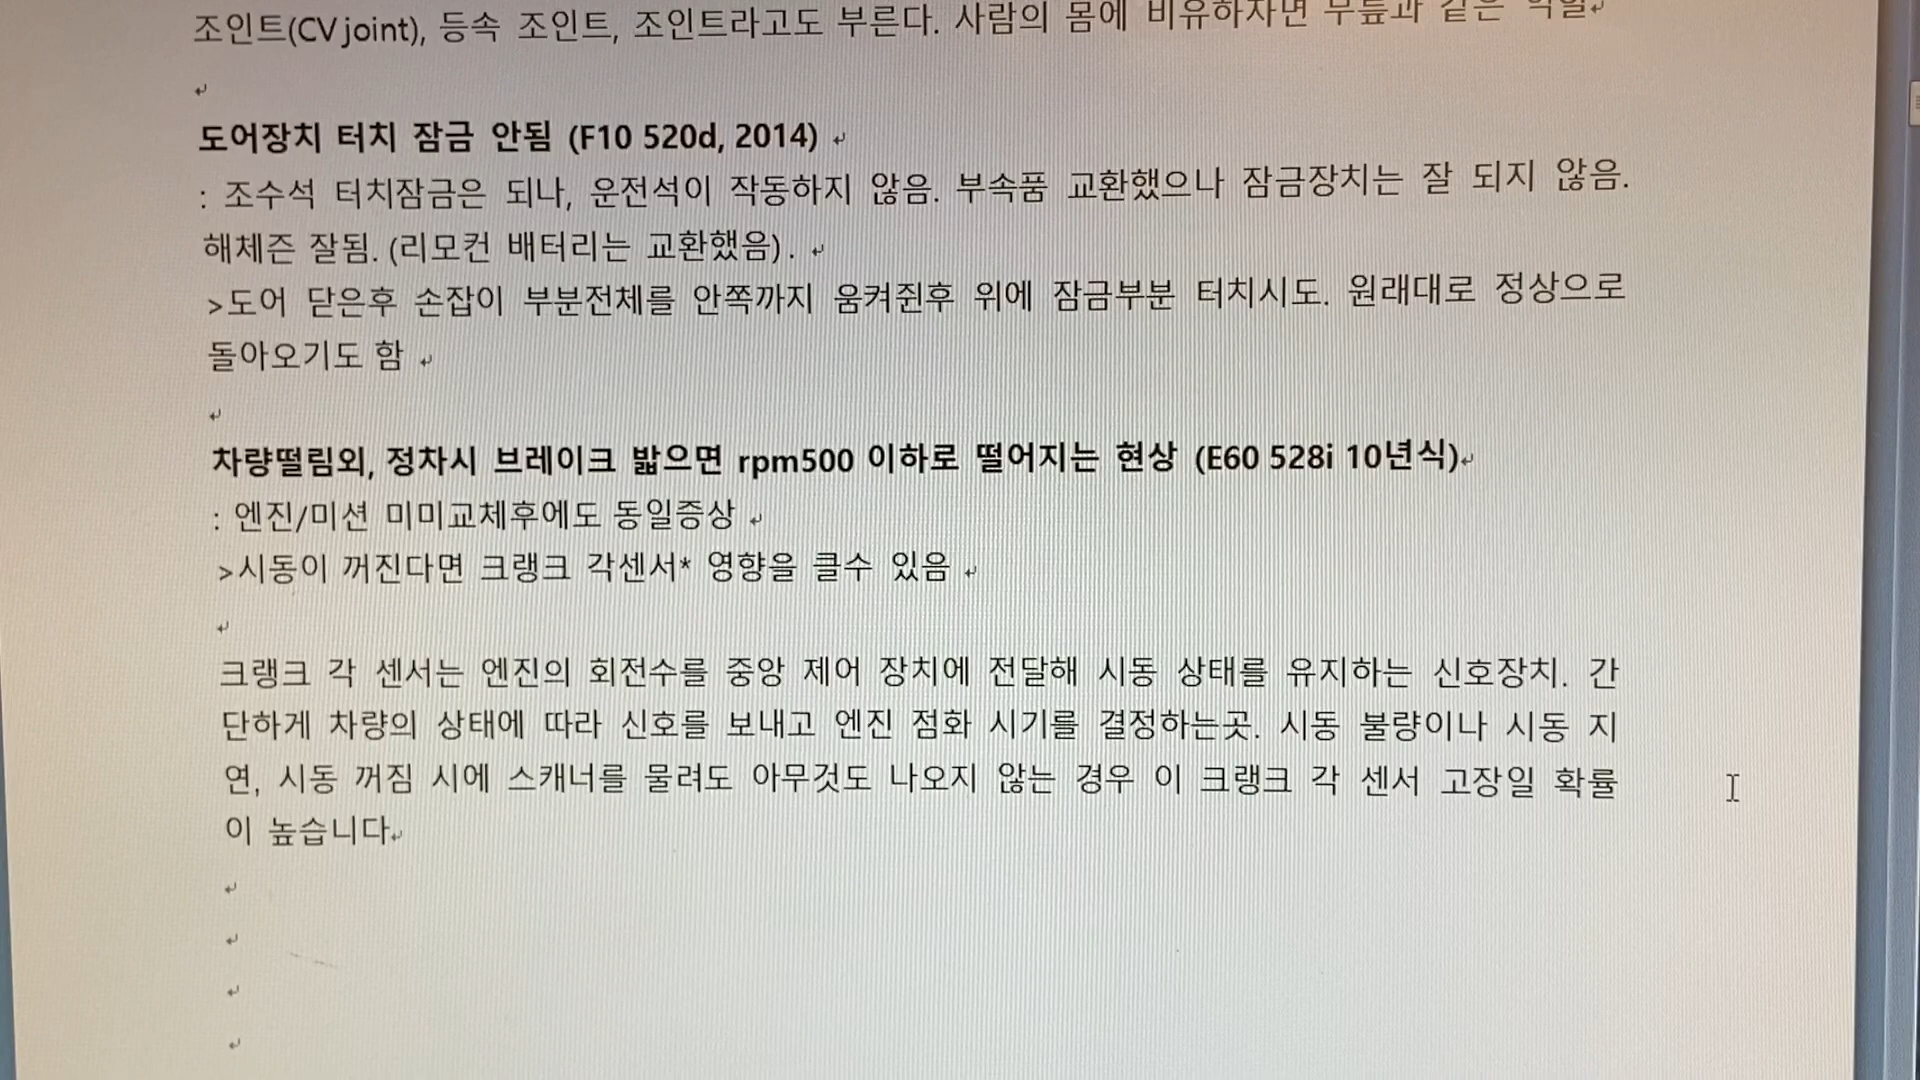 조인트(CV joint), 등속 조인트, 조인트라고도 부른다. 사람의 몸에 비유하자면 무릎과 같은 역할
도어장치 터치 잠금 안됨 (F10 520d, 2014)
: 조수석 터치잠금은 되나, 운전석이 작동하지 않음. 부속품 교환했으나 잠금장치는 잘 되지 않음.
해체즌 잘됨. (리모컨 배터리는 교환했음).
>도어 닫은후 손잡이 부분전체를 안쪽까지 움켜쥔후 위에 잠금부분 터치시도. 원래대로 정상으로
돌아오기도 함
차량떨림외, 정차시 브레이크 밟으면 rpm500 이하로 떨어지는 현상 (E60 528i 10년식)
: 엔진/미션 미미교체후에도 동일증상
>시동이 꺼진다면 크랭크 각센서* 영향을 클수 있음
크랭크 각 센서는 엔진의 회전수를 중앙 제어 장치에 전달해 시동 상태를 유지하는 신호장치. 간
단하게 차량의 상태에 따라 신호를 보내고 엔진 점화 시기를 결정하는곳. 시동 불량이나 시동 지
연, 시동 꺼짐 시에 스캐너를 물려도 아무것도 나오지 않는 경우 이 크랭크 각 센서 고장일 확률
이 높습니다